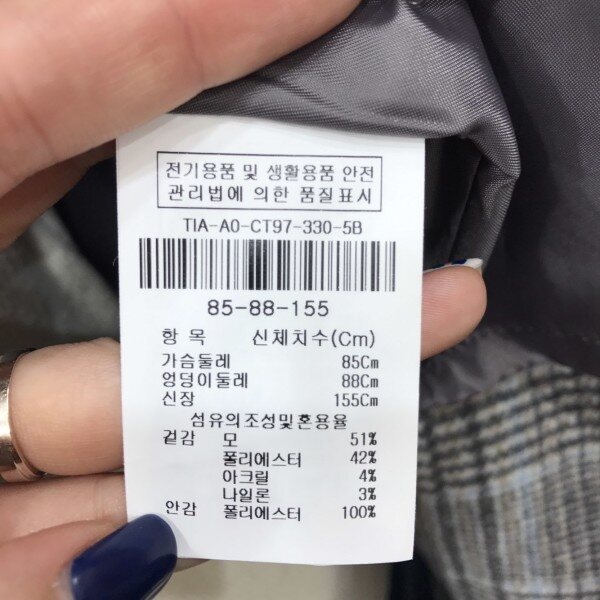 전기용품 및 생활용품 안전
관리법에 의한 품질표시
TIA-A0-CT97-330-5B
85-88-155
항 목 신체치수(Cm)
가슴둘레 85Cm
엉덩이둘레 88Cm
신장 155Cm
섬유의조성및혼용율
겉감 모 51%
폴리에스터 42%
아크릴 4%
나일론 3%
안감 폴리에스터 100%